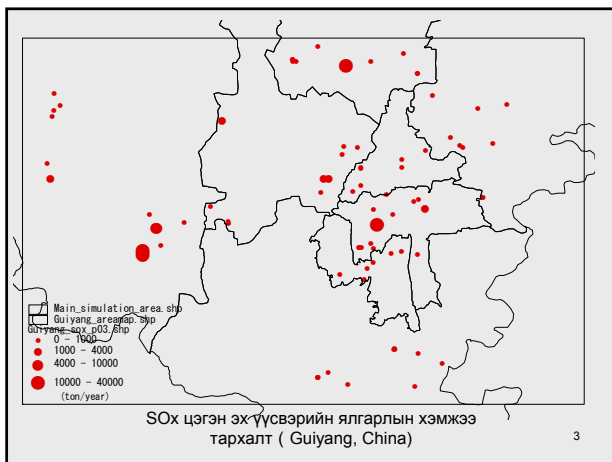 Main_simulation_area.shp
Guiyang_areamap.shp
Guiyang_sox_p03.shp
0 - 1000
1000 - 4000
4000 - 10000
10000 - 40000
(ton/year)
SOx цэгэн эх үүсвэрийн ялгарлын хэмжээ
тархалт ( Guiyang, China)
3